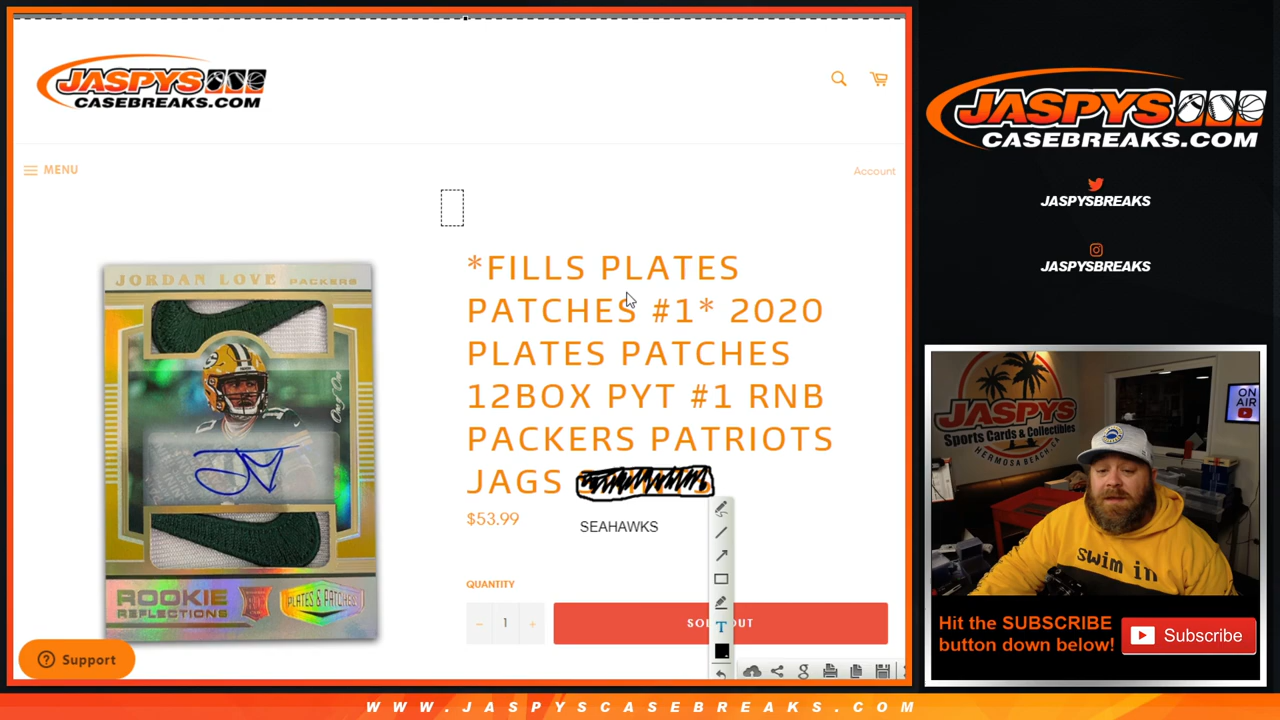 JASPYS
CASEBREAKS.COM
MENU
Account
*FILLS PLATES
PATCHES #1* 2020
PLATES PATCHES
12BOX PYT #1 RNB
PACKERS PATRIOTS
JAGS
$53.99
SEAHAWKS
QUANTITY
1
SOLD OUT
Support
JORDAN LOVE PACKERS
One of One
ROOKIE
REFLECTIONS
PLATES & PATCHES
JASPYS
CASEBREAKS.COM
JASPYSBREAKS
JASPYSBREAKS
JASPYS
Sports Cards & Collectibles
HERMOSA BEACH, CA
ON
AIR
swim in
Hit the SUBSCRIBE
button down below!
Subscribe
WWW.JASPYSCASEBREAKS.COM